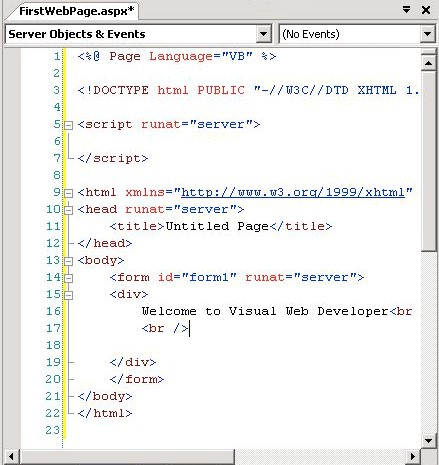 FirstWebPage.aspx*
Server Objects & Events (No Events)
1 <%@ Page Language="VB" %>
2
3 <!DOCTYPE html PUBLIC "-//W3C//DTD XHTML 1.
4
5 <script runat="server">
6
7 </script>
8
9 <html xmlns="http://www.w3.org/1999/xhtml"
10 <head runat="server">
11 <title>Untitled Page</title>
12 </head>
13 <body>
14 <form id="form1" runat="server">
15 <div>
16 Welcome to Visual Web Developer<br
17 <br />
18
19 </div>
20 </form>
21 </body>
22 </html>
23